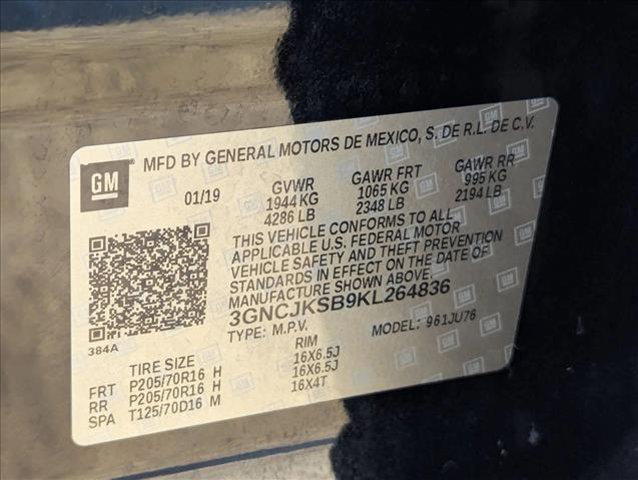 GM
MFD BY GENERAL MOTORS DE MEXICO, S. DE R.L. DE C.V.
01/19 GVWR GAWR FRT GAWR RR
1944 KG 1065 KG 995 KG
4286 LB 2348 LB 2194 LB
THIS VEHICLE CONFORMS TO ALL
APPLICABLE U.S. FEDERAL MOTOR
VEHICLE SAFETY AND THEFT PREVENTION
STANDARDS IN EFFECT ON THE DATE OF
MANUFACTURE SHOWN ABOVE.
3GNCJKSB9KL264836
TYPE: M.P.V. MODEL: 961JU76
384A
TIRE SIZE RIM
FRT P205/70R16 H 16X6.5J
RR P205/70R16 H 16X6.5J
SPA T125/70D16 M 16X4T